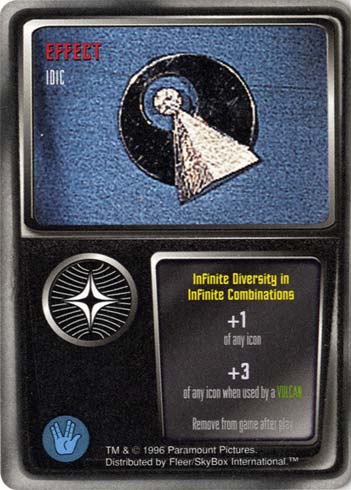 EFFECT
IDIC
Infinite Diversity in
Infinite Combinations
+1
of any icon
+3
of any icon when used by a VULCAN
Remove from game after play
TM & © 1996 Paramount Pictures.
Distributed by Fleer/SkyBox International.™